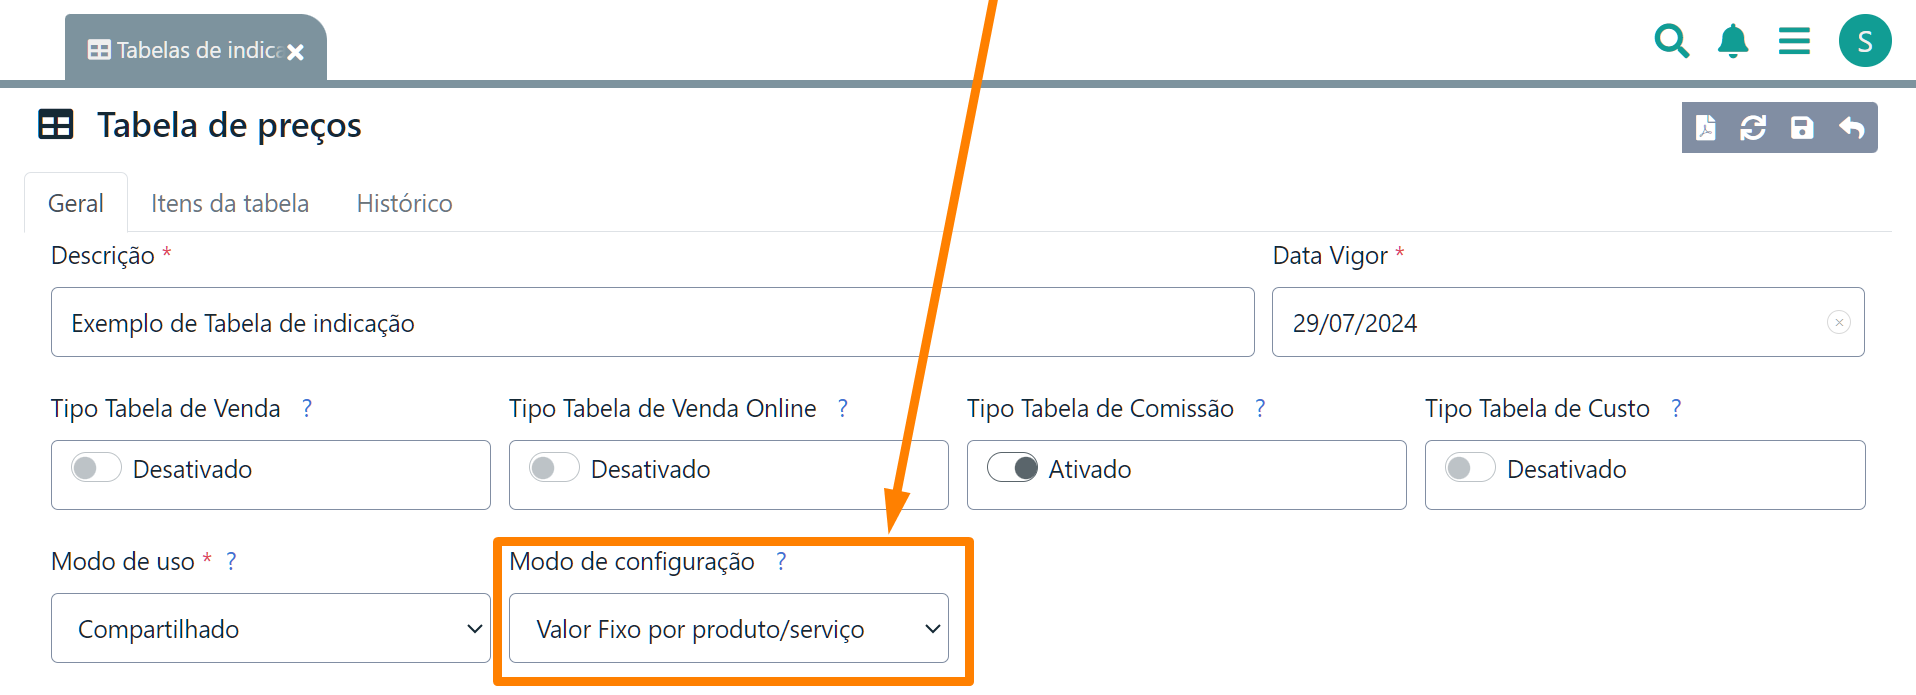 Tabelas de indica
S
Tabela de preços
Geral Itens da tabela Histórico
Descrição * Data Vigor *
Exemplo de Tabela de indicação 29/07/2024
Tipo Tabela de Venda ? Tipo Tabela de Venda Online ? Tipo Tabela de Comissão ? Tipo Tabela de Custo ?
Desativado Desativado Ativado Desativado
Modo de uso * ? Modo de configuração ?
Compartilhado Valor Fixo por produto/serviço